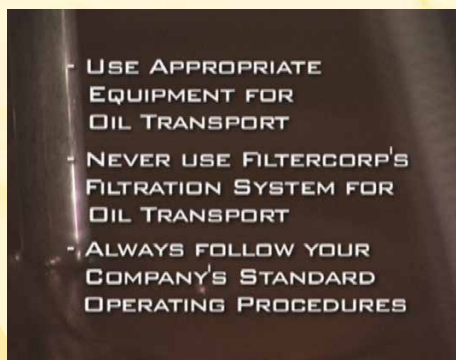 - Use Appropriate
Equipment for
Oil Transport
- Never use Filtercorp's
Filtration System for
Oil Transport
- Always follow your
Company's Standard
Operating Procedures